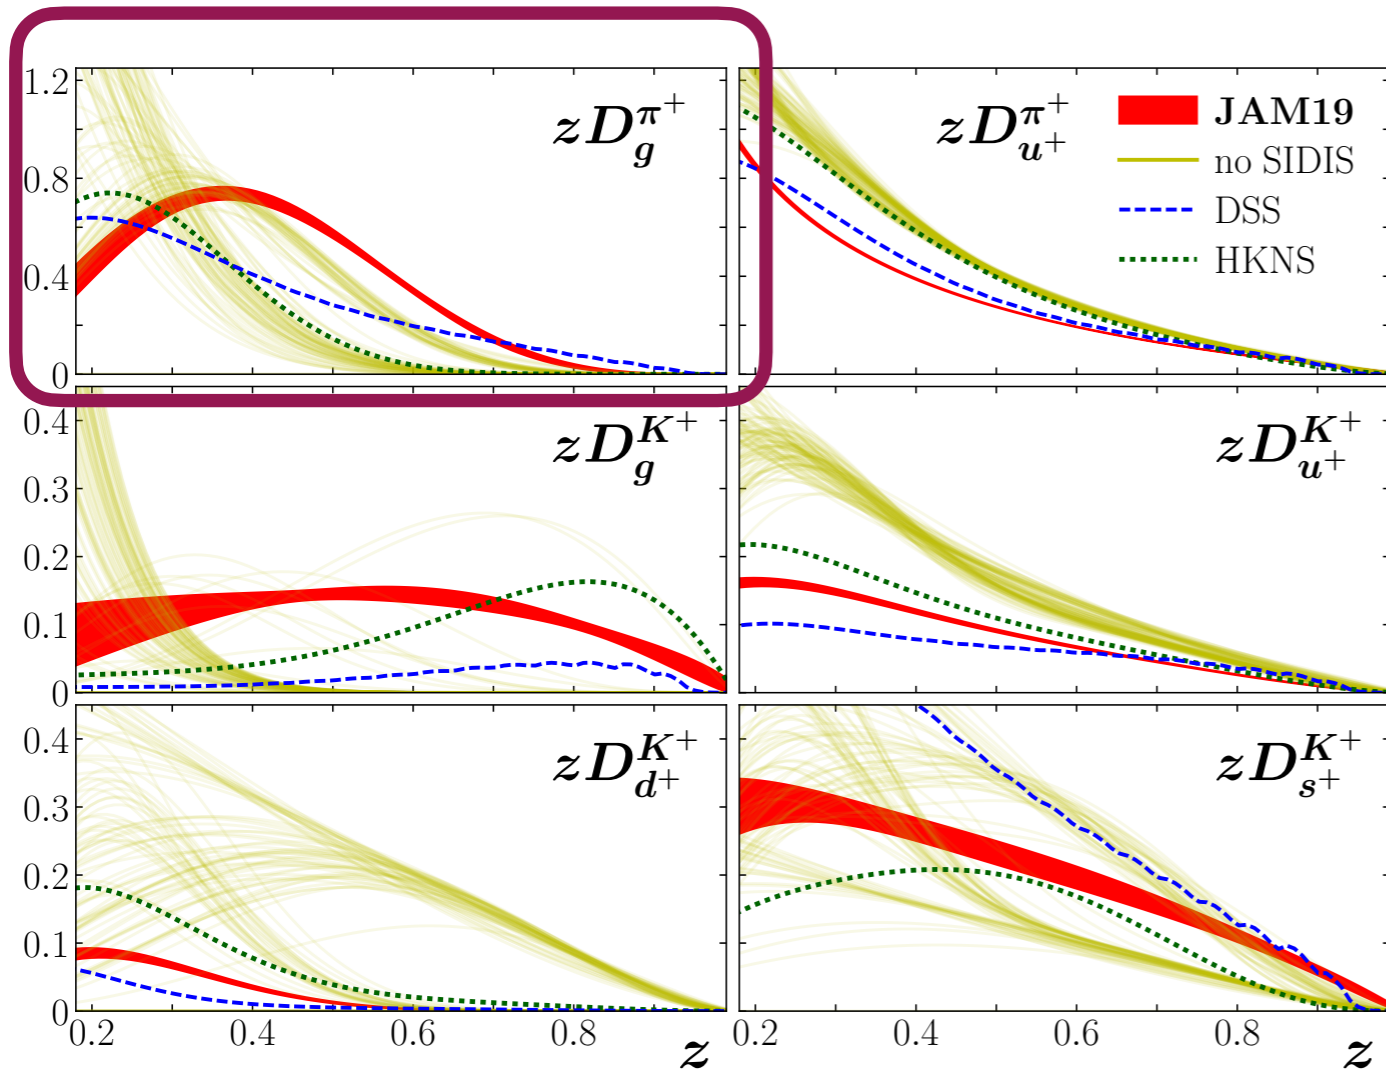 1.2
0.8
0.4
0
zD_g^{π^+}
zD_{u^+}^{π^+}
JAM19
no SIDIS
DSS
HKNS
0.4
0.3
0.2
0.1
0
zD_g^{K^+}
zD_{u^+}^{K^+}
0.4
0.3
0.2
0.1
0
zD_{d^+}^{K^+}
zD_{s^+}^{K^+}
0.2 0.4 0.6 0.8 z
0.2 0.4 0.6 0.8 z